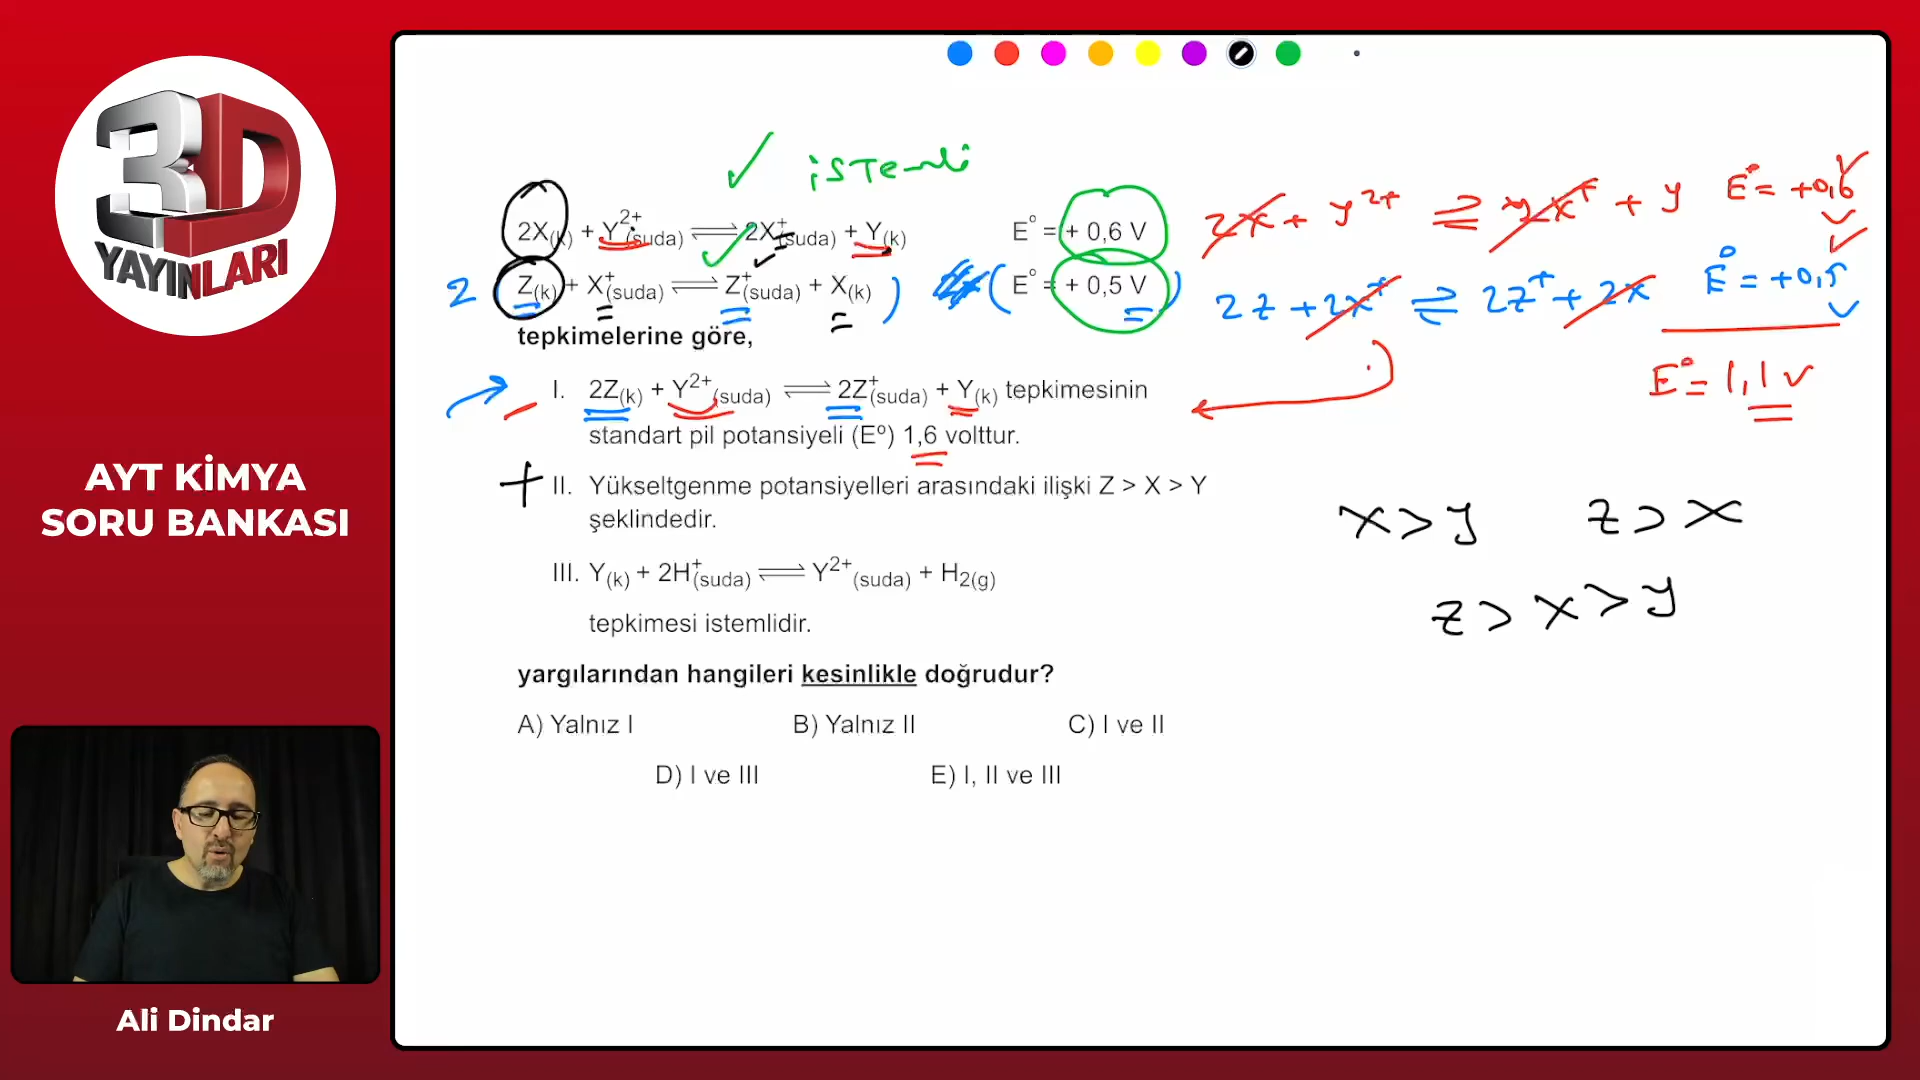 3D
YAYINLARI
AYT KİMYA
SORU BANKASI
Ali Dindar
✓ istemli
2X(k) + Y2+(suda) ⇌ 2X+(suda) + Y(k) E° = + 0,6 V
2 ( Z(k) + X+(suda) ⇌ Z+(suda) + X(k) ) ( E° = + 0,5 V )
tepkimelerine göre,
I. 2Z(k) + Y2+(suda) ⇌ 2Z+(suda) + Y(k) tepkimesinin
standart pil potansiyeli (Eº) 1,6 volttur.
+ II. Yükseltgenme potansiyelleri arasındaki ilişki Z > X > Y
şeklindedir.
III. Y(k) + 2H+(suda) ⇌ Y2+(suda) + H2(g)
tepkimesi istemlidir.
yargılarından hangileri kesinlikle doğrudur?
A) Yalnız I B) Yalnız II C) I ve II
D) I ve III E) I, II ve III
2x + y2+ ⇌ 2x+ + y E° = +0,6 V
2z + 2x+ ⇌ 2z+ + 2x E° = +0,5 V
E° = 1,1 V
x > y z > x
z > x > y